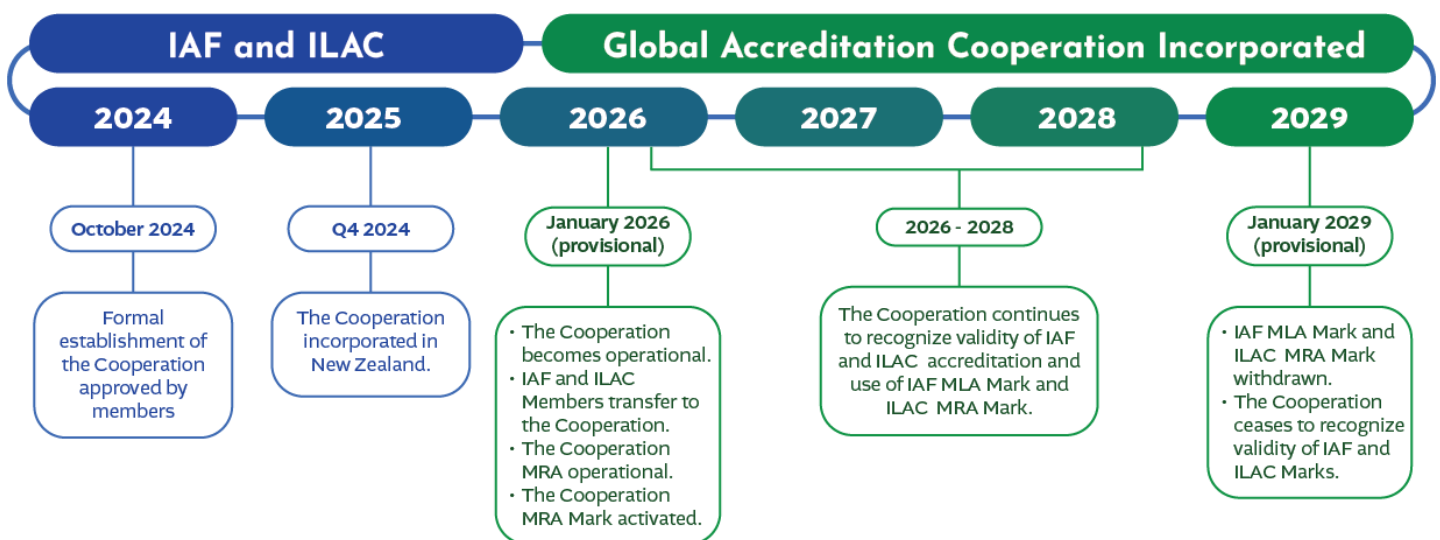 IAF and ILAC
Global Accreditation Cooperation Incorporated
2024
2025
2026
2027
2028
2029
October 2024
Formal
establishment of
the Cooperation
approved by
members
Q4 2024
The Cooperation
incorporated in
New Zealand.
January 2026
(provisional)
· The Cooperation
becomes operational.
· IAF and ILAC
Members transfer to
the Cooperation.
· The Cooperation
MRA operational.
· The Cooperation
MRA Mark activated.
2026 - 2028
The Cooperation continues
to recognize validity of IAF
and ILAC accreditation and
use of IAF MLA Mark and
ILAC MRA Mark.
January 2029
(provisional)
· IAF MLA Mark and
ILAC MRA Mark
withdrawn.
· The Cooperation
ceases to recognize
validity of IAF and
ILAC Marks.